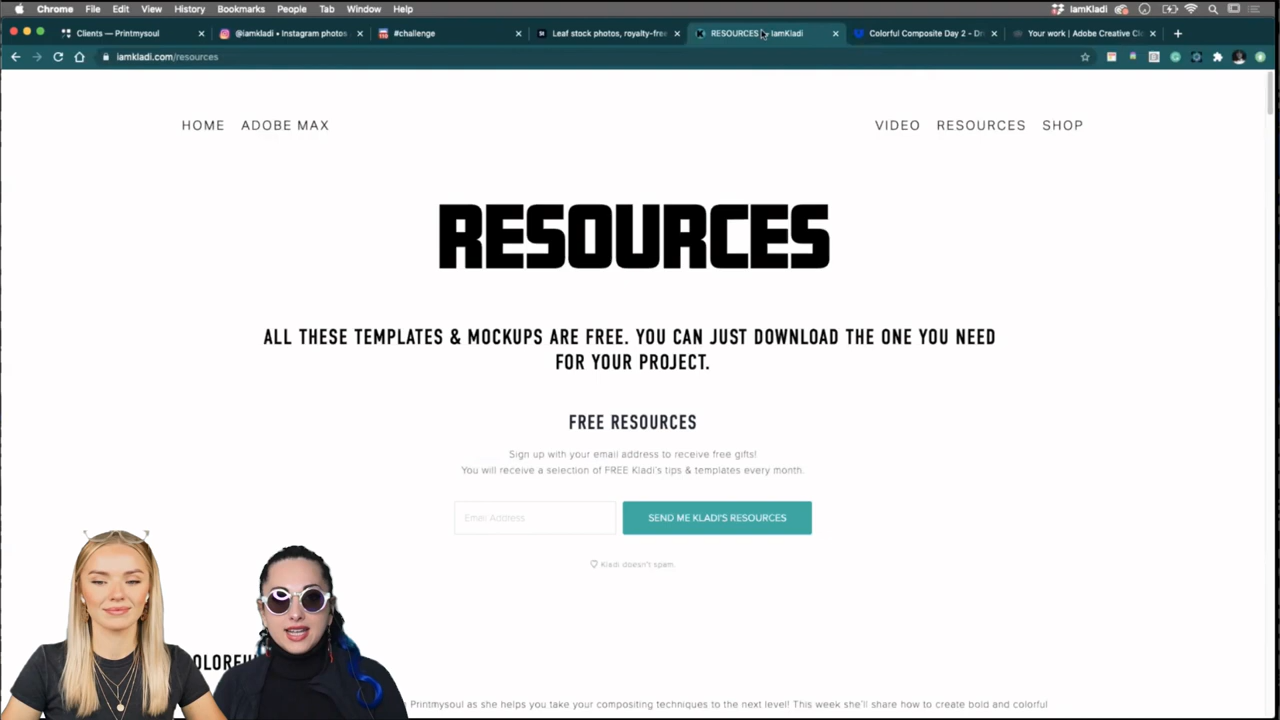 Chrome File Edit View History Bookmarks People Tab Window Help IamKladi
Clients — Printmysoul
@iamkladi • Instagram photos
#challenge
Leaf stock photos, royalty-free
RESOURCES IamKladi
Colorful Composite Day 2 - Dr
Your work | Adobe Creative Cl
iamkladi.com/resources
HOME ADOBE MAX VIDEO RESOURCES SHOP
RESOURCES
ALL THESE TEMPLATES & MOCKUPS ARE FREE. YOU CAN JUST DOWNLOAD THE ONE YOU NEED
FOR YOUR PROJECT.
FREE RESOURCES
Sign up with your email address to receive free gifts!
You will receive a selection of FREE Kladi's tips & templates every month.
Email Address SEND ME KLADI'S RESOURCES
Kladi doesn't spam.
Printmysoul as she helps you take your compositing techniques to the next level! This week she'll share how to create bold and colorful